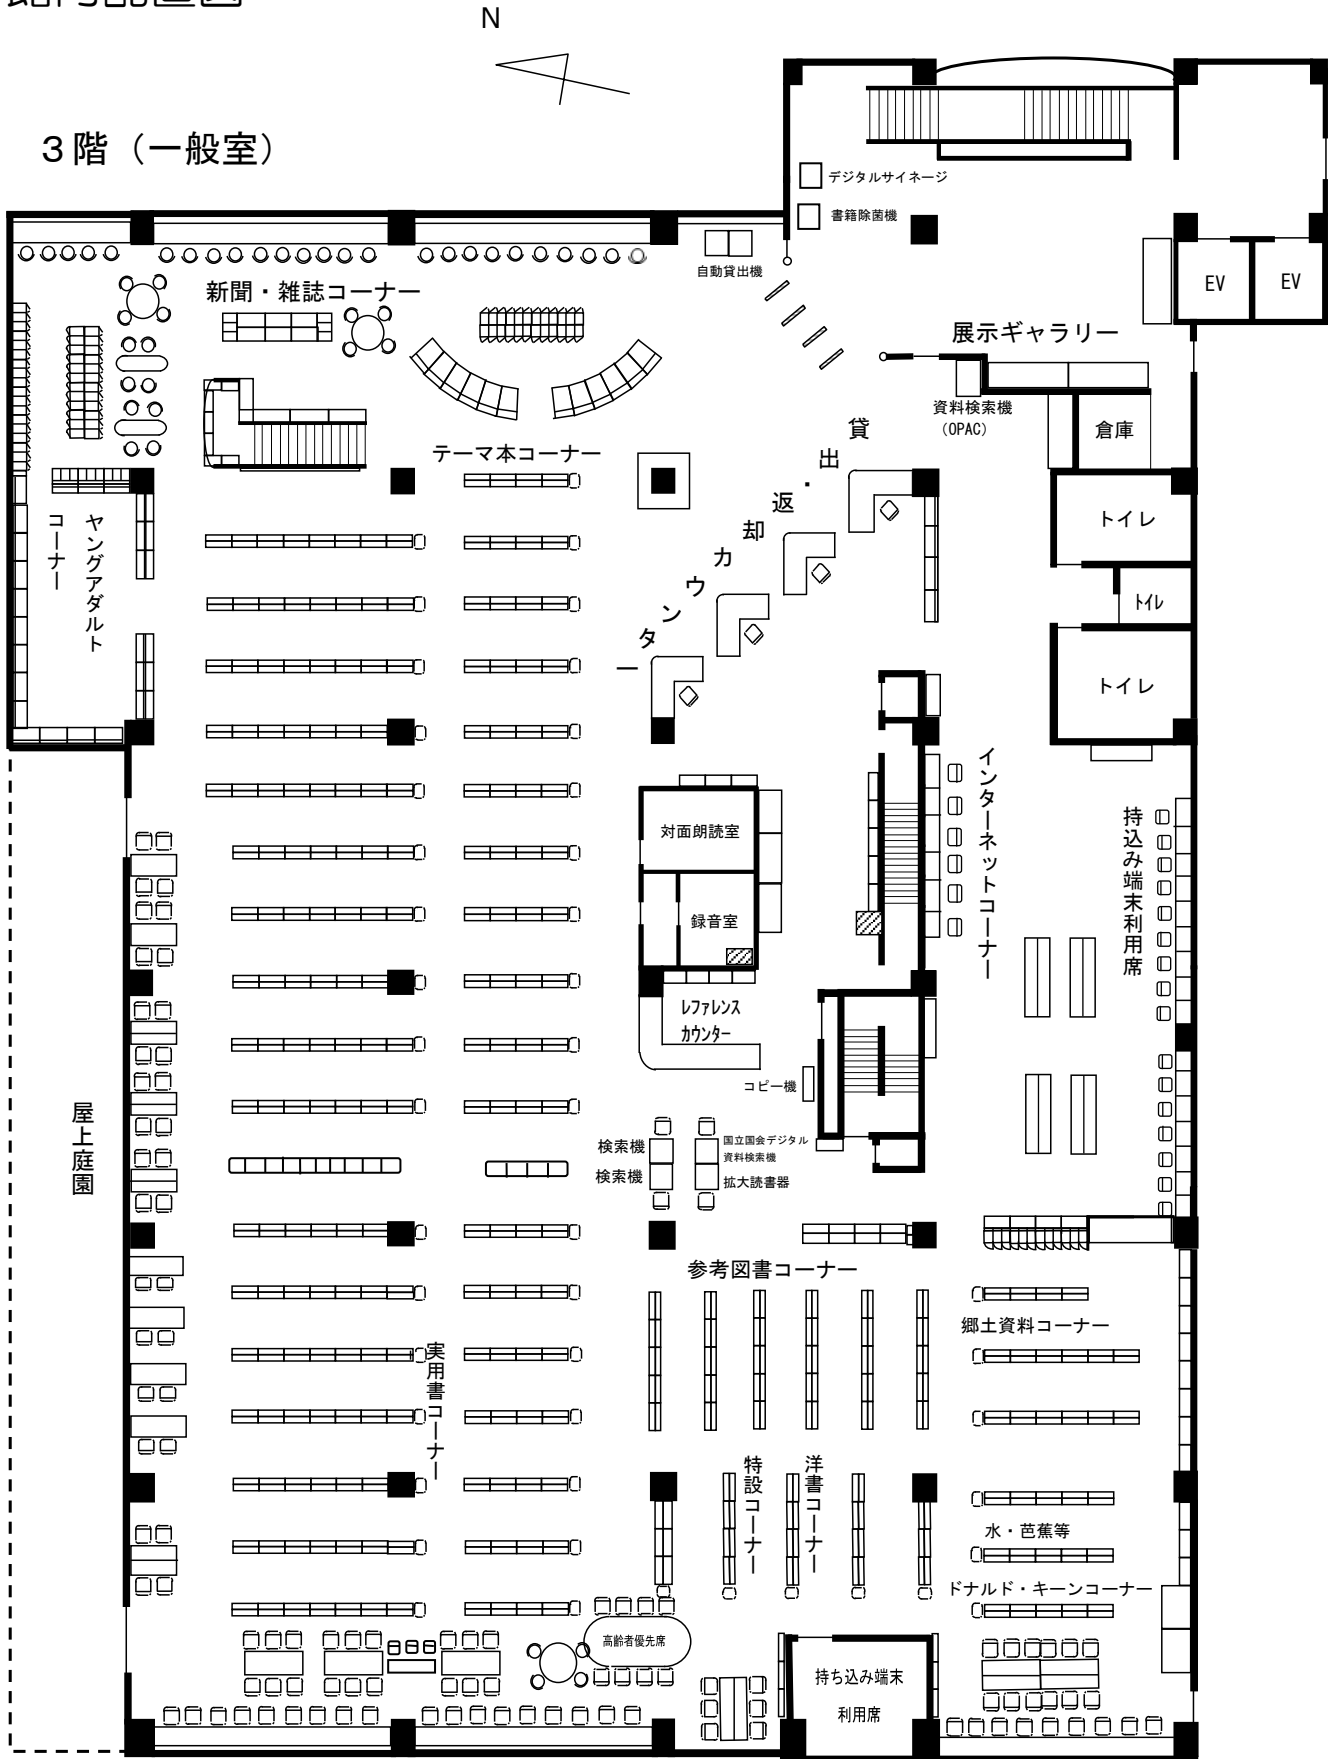 N
3階（一般室）
デジタルサイネージ
書籍除菌機
自動貸出機
新聞・雑誌コーナー
EV
EV
展示ギャラリー
資料検索機
（OPAC）
倉庫
テーマ本コーナー
貸出・返却カウンター
トイレ
トイレ
トイレ
ヤングアダルト
コーナー
対面朗読室
録音室
インターネットコーナー
持込み端末利用席
レファレンス
カウンター
コピー機
屋上庭園
検索機
検索機
国立国会デジタル
資料検索機
拡大読書器
参考図書コーナー
郷土資料コーナー
実用書コーナー
特設コーナー
洋書コーナー
水・芭蕉等
ドナルド・キーンコーナー
高齢者優先席
持ち込み端末
利用席